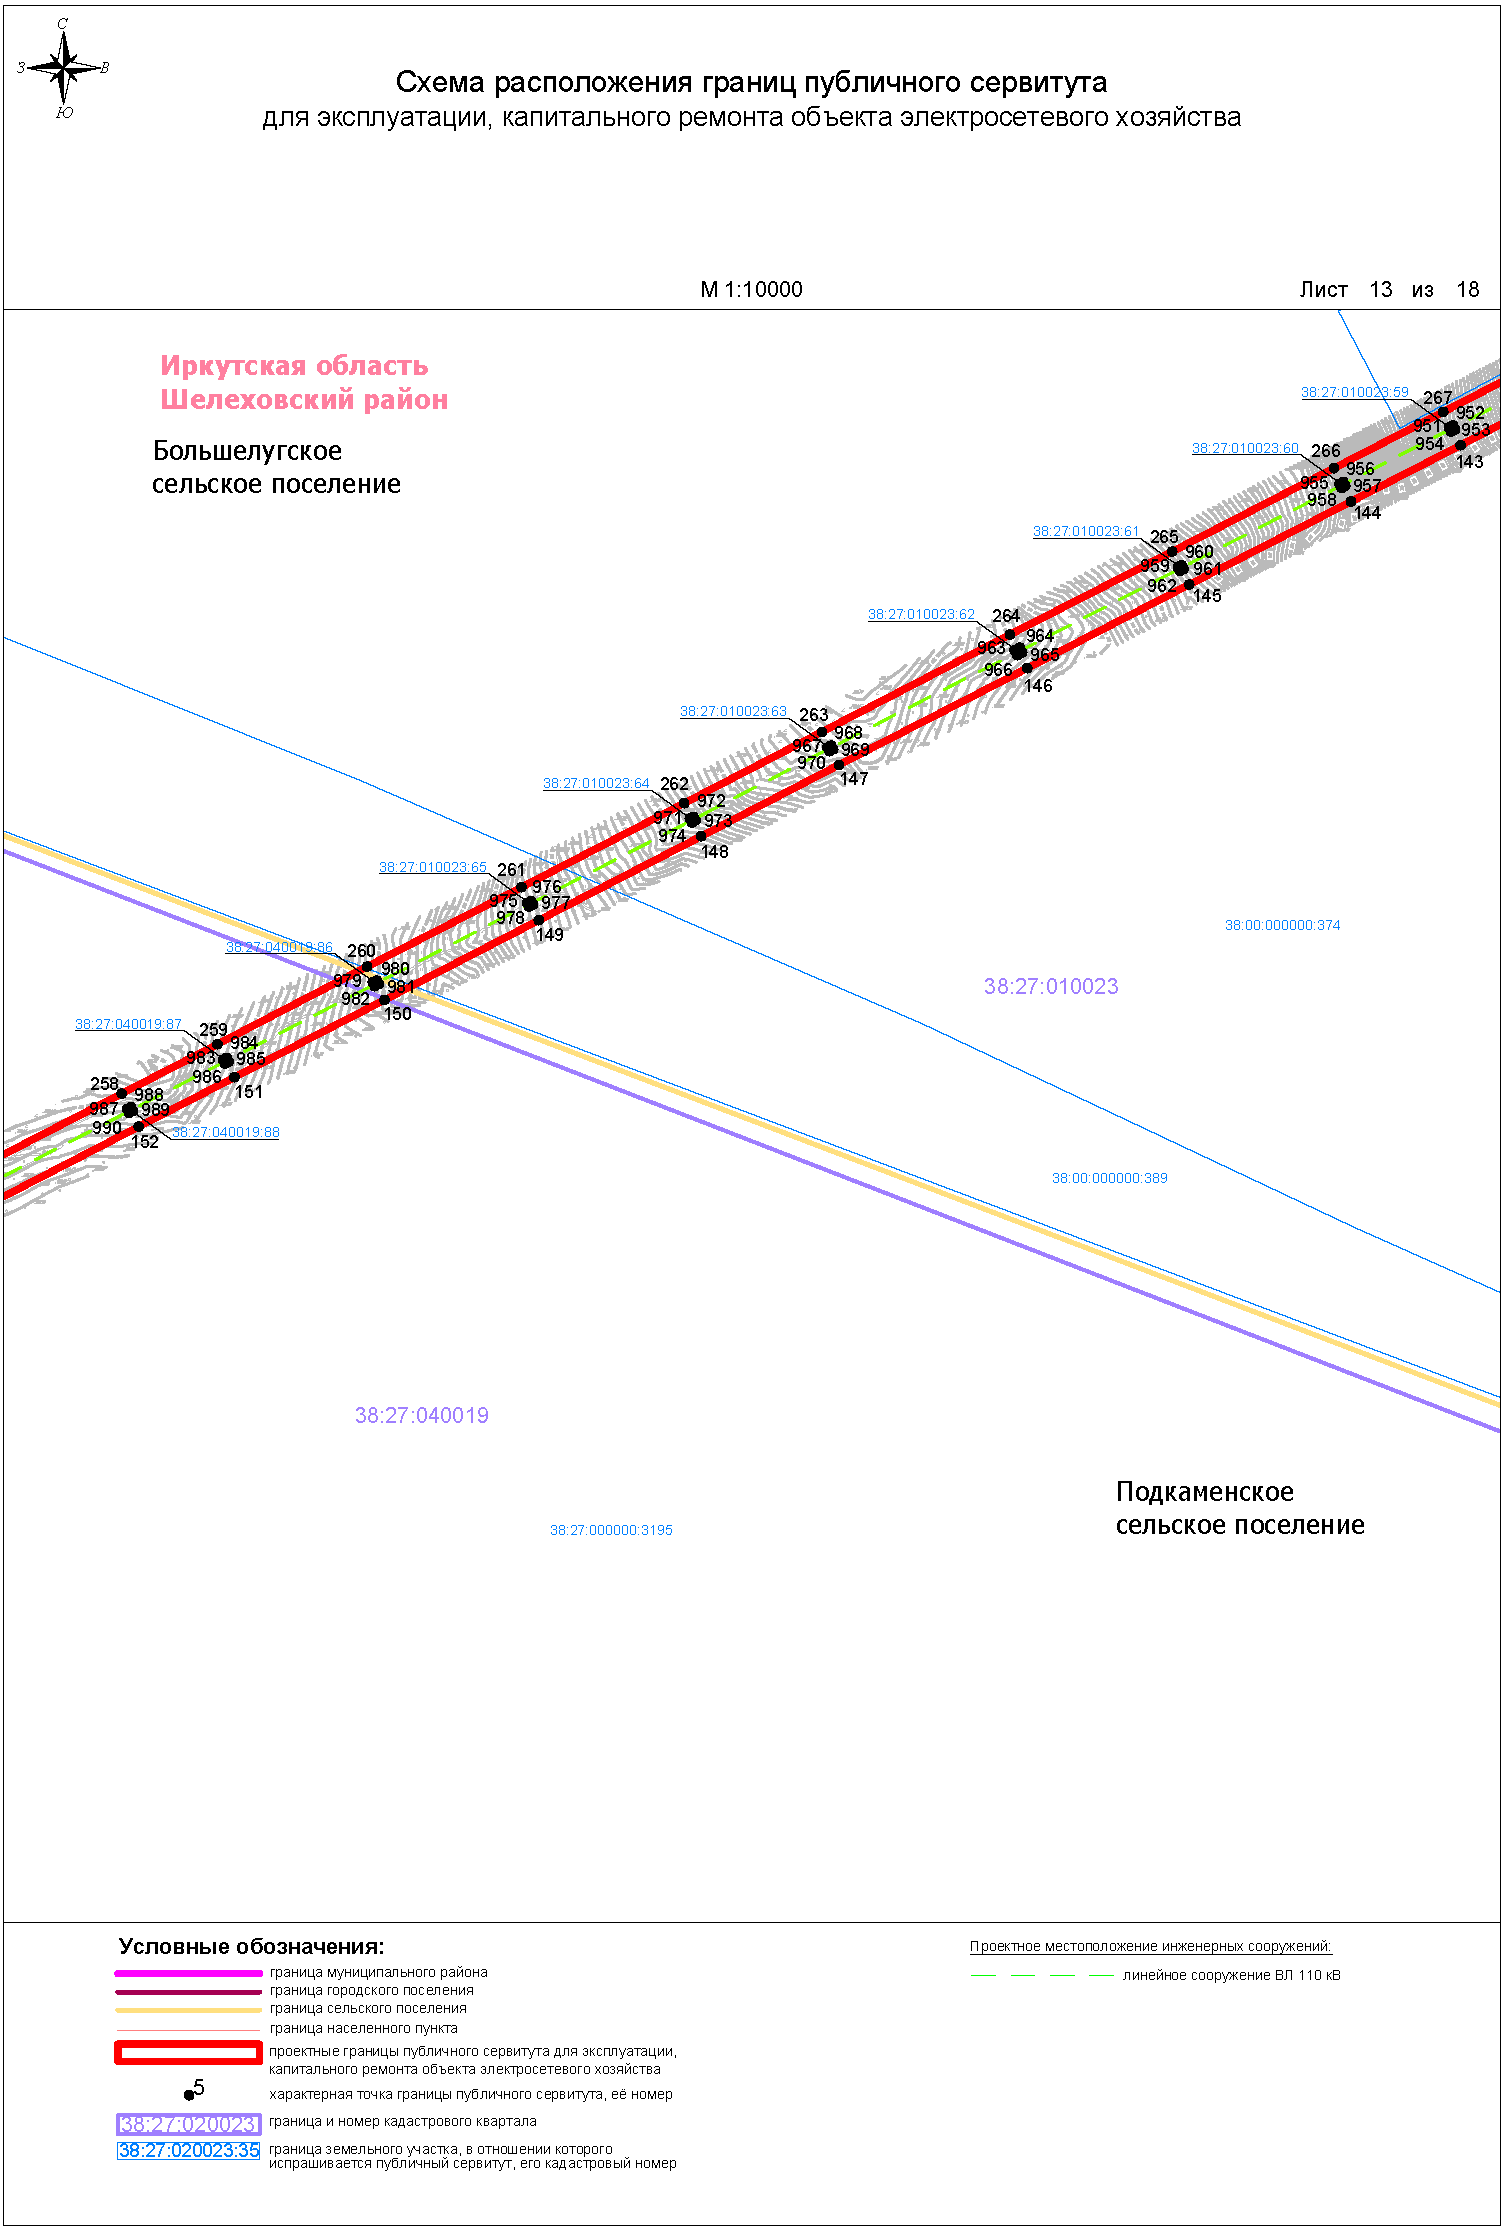 С
З
В
Ю
Схема расположения границ публичного сервитута
для эксплуатации, капитального ремонта объекта электросетевого хозяйства
М 1:10000
Лист 13 из 18
Иркутская область
Шелеховский район
Большелугское
сельское поселение
38:27:010023:59
267
952
951
953
954
143
38:27:010023:60
266
956
955
957
958
144
38:27:010023:61
265
960
959
961
962
145
38:27:010023:62
264
964
963
965
966
146
38:27:010023:63
263
968
967
969
970
147
38:27:010023:64
262
972
971
973
974
148
38:27:010023:65
261
976
975
977
978
149
38:27:040019:86
260
980
979
981
982
150
38:27:040019:87
259
984
983
985
986
151
258
988
987
989
990
38:27:040019:88
152
38:00:000000:374
38:27:010023
38:00:000000:389
38:27:040019
38:27:000000:3195
Подкаменское
сельское поселение
Условные обозначения:
граница муниципального района
граница городского поселения
граница сельского поселения
граница населенного пункта
проектные границы публичного сервитута для эксплуатации,
капитального ремонта объекта электросетевого хозяйства
5
характерная точка границы публичного сервитута, её номер
38:27:020023
граница и номер кадастрового квартала
38:27:020023:35
граница земельного участка, в отношении которого
испрашивается публичный сервитут, его кадастровый номер
Проектное местоположение инженерных сооружений:
линейное сооружение ВЛ 110 кВ